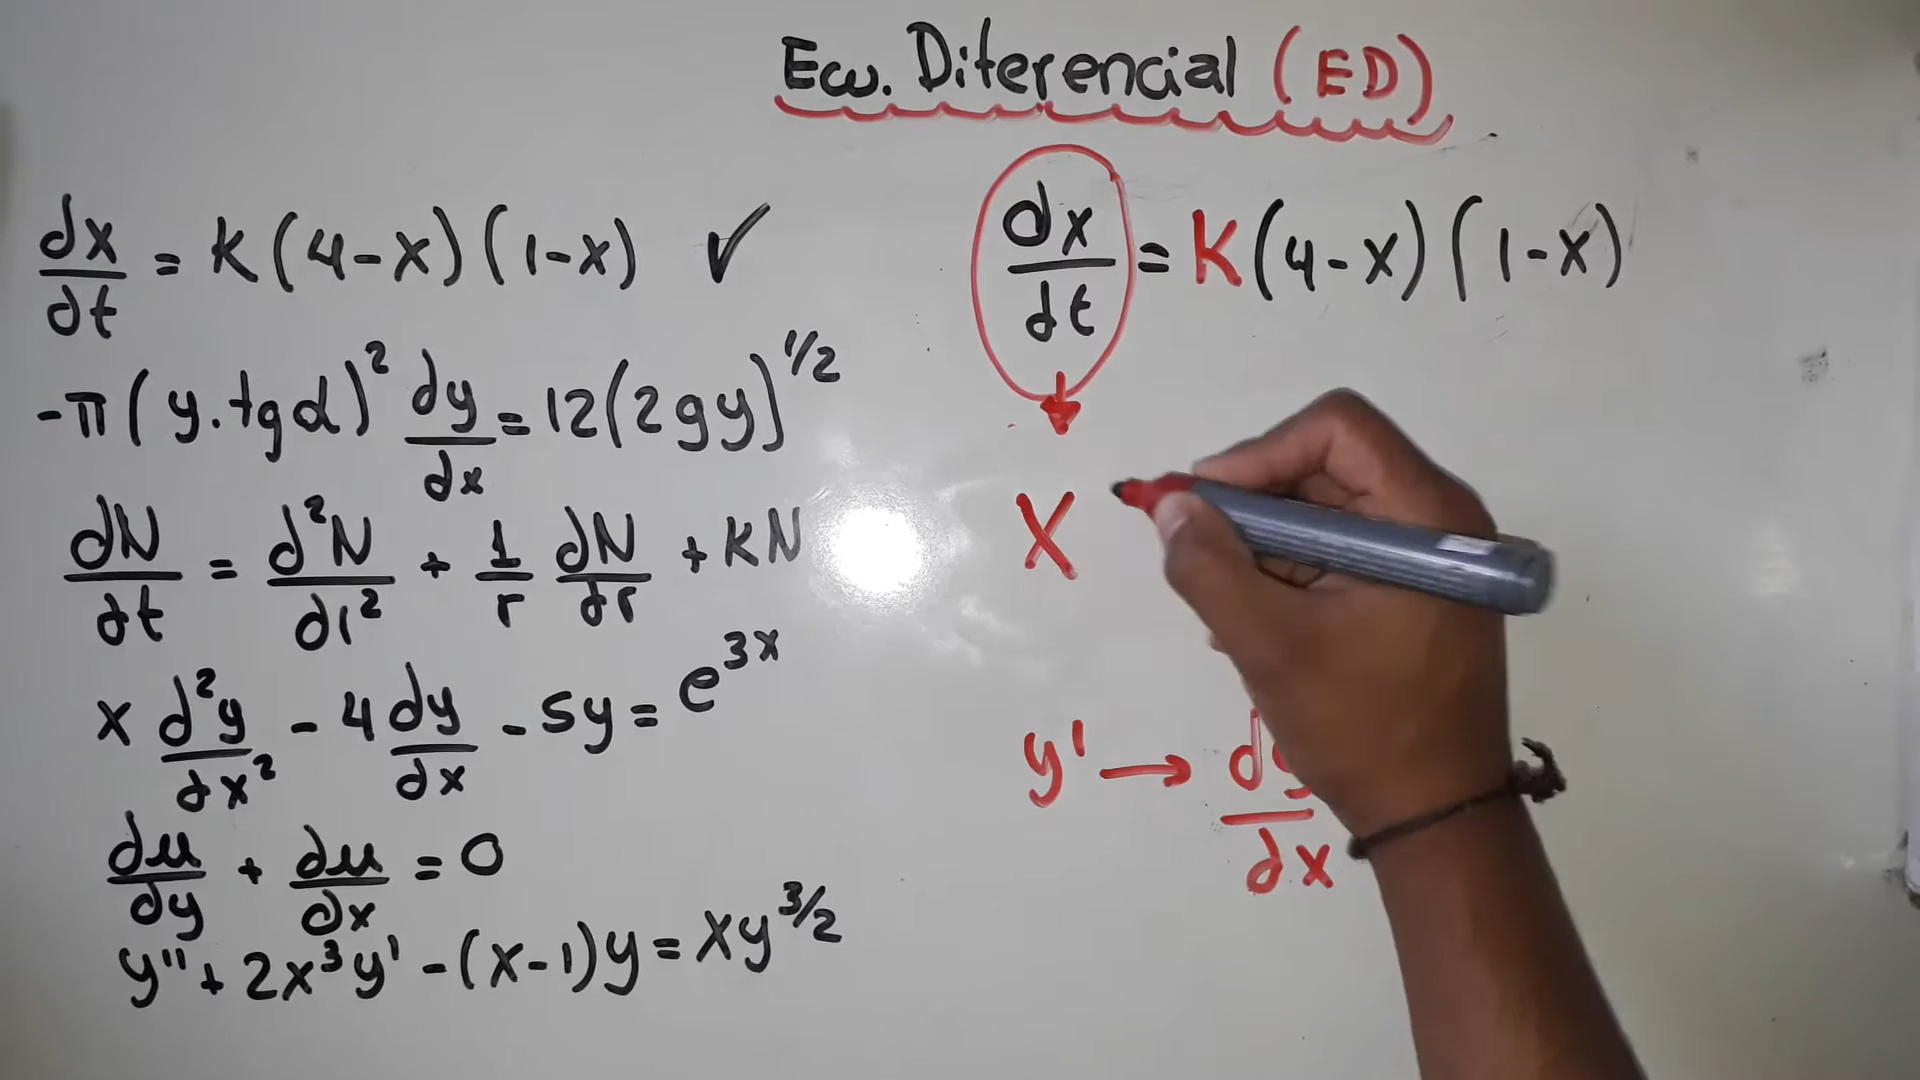 Ecu. Diferencial (ED)
dx/dt = K(4-x)(1-x) ✓
-π(y.tgα)² dy/dx = 12(2gy)^1/2
dN/dt = d²N/dr² + 1/r dN/dr + KN
x d²y/dx² - 4 dy/dx - 5y = e^3x
du/dy + du/dx = 0
y'' + 2x³y' - (x-1)y = xy^3/2
dx/dt = K(4-x)(1-x)
X
y' → dy/dx